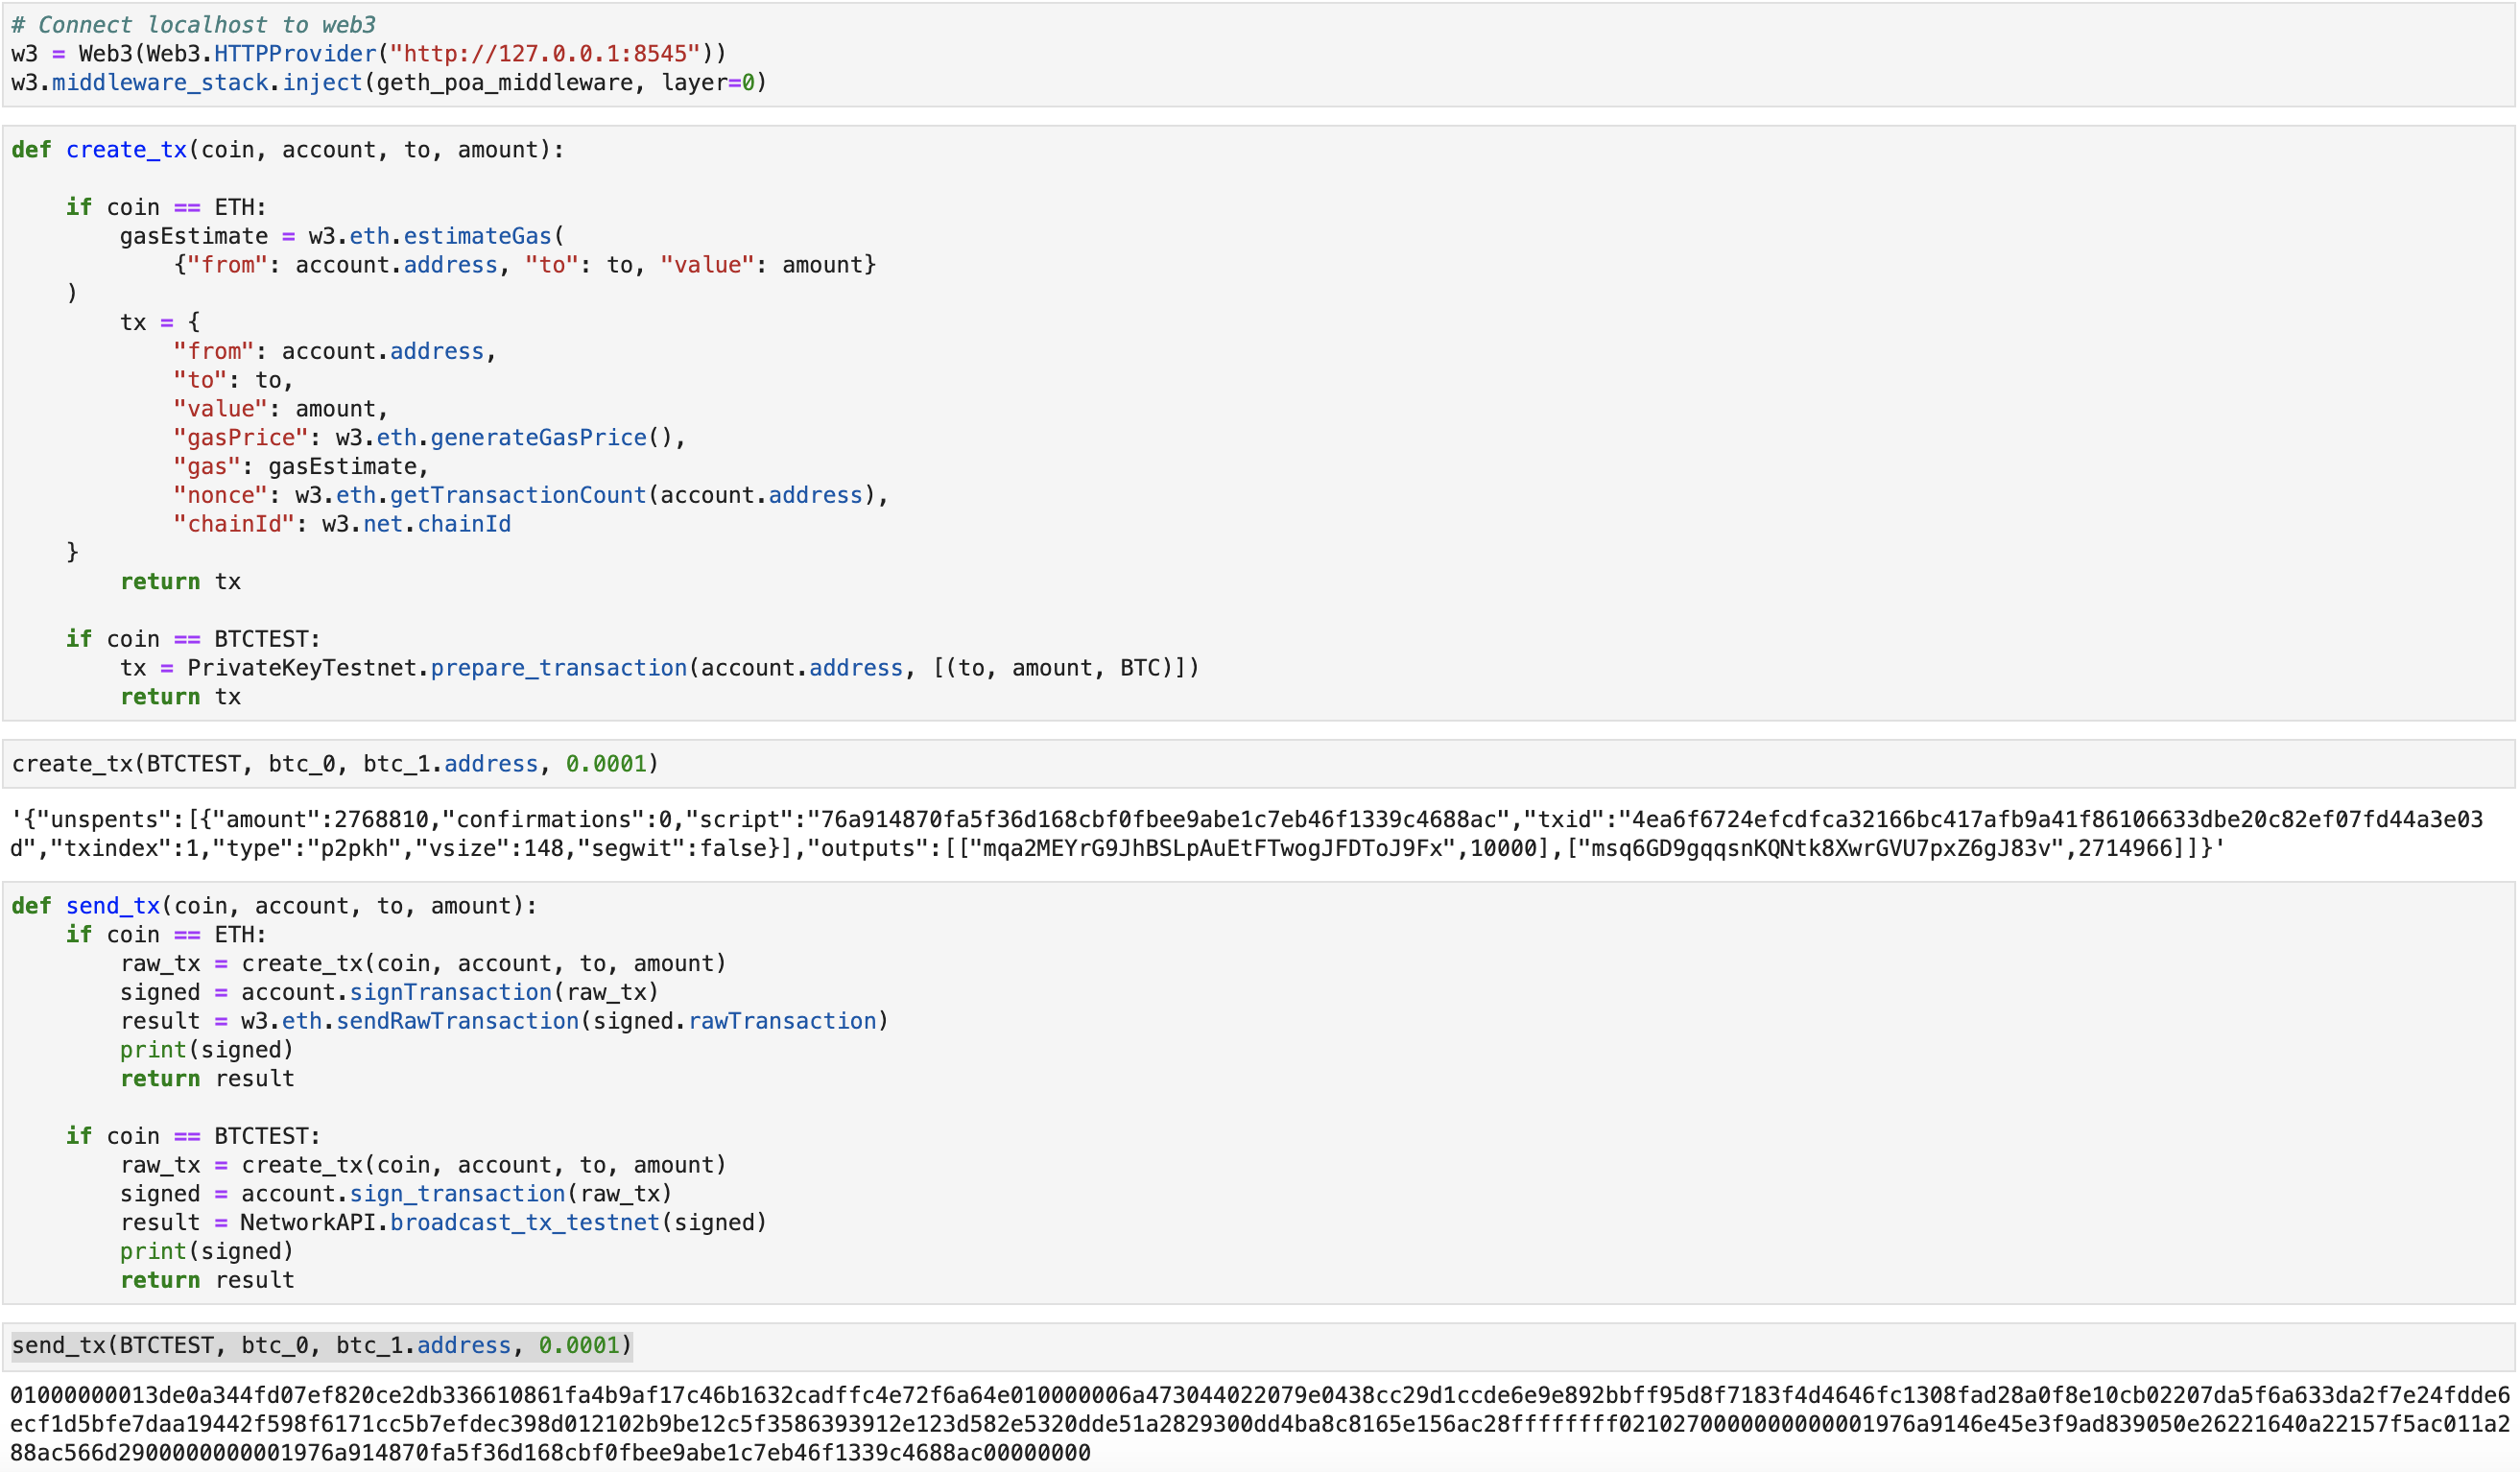 # Connect localhost to web3
w3 = Web3(Web3.HTTPProvider("http://127.0.0.1:8545"))
w3.middleware_stack.inject(geth_poa_middleware, layer=0)
def create_tx(coin, account, to, amount):
    if coin == ETH:
        gasEstimate = w3.eth.estimateGas(
            {"from": account.address, "to": to, "value": amount}
    )
        tx = {
            "from": account.address,
            "to": to,
            "value": amount,
            "gasPrice": w3.eth.generateGasPrice(),
            "gas": gasEstimate,
            "nonce": w3.eth.getTransactionCount(account.address),
            "chainId": w3.net.chainId
    }
        return tx
    if coin == BTCTEST:
        tx = PrivateKeyTestnet.prepare_transaction(account.address, [(to, amount, BTC)])
        return tx
create_tx(BTCTEST, btc_0, btc_1.address, 0.0001)
'{"unspents":[{"amount":2768810,"confirmations":0,"script":"76a914870fa5f36d168cbf0fbee9abe1c7eb46f1339c4688ac","txid":"4ea6f6724efcdfca32166bc417afb9a41f86106633dbe20c82ef07fd44a3e03
d","txindex":1,"type":"p2pkh","vsize":148,"segwit":false}],"outputs":[["mqa2MEYrG9JhBSLpAuEtFTwogJFDToJ9Fx",10000],["msq6GD9gqqsnKQNtk8XwrGVU7pxZ6gJ83v",2714966]]}'
def send_tx(coin, account, to, amount):
    if coin == ETH:
        raw_tx = create_tx(coin, account, to, amount)
        signed = account.signTransaction(raw_tx)
        result = w3.eth.sendRawTransaction(signed.rawTransaction)
        print(signed)
        return result
    if coin == BTCTEST:
        raw_tx = create_tx(coin, account, to, amount)
        signed = account.sign_transaction(raw_tx)
        result = NetworkAPI.broadcast_tx_testnet(signed)
        print(signed)
        return result
send_tx(BTCTEST, btc_0, btc_1.address, 0.0001)
01000000013de0a344fd07ef820ce2db336610861fa4b9af17c46b1632cadffc4e72f6a64e010000006a473044022079e0438cc29d1ccde6e9e892bbff95d8f7183f4d4646fc1308fad28a0f8e10cb02207da5f6a633da2f7e24fdde6
ecf1d5bfe7daa19442f598f6171cc5b7efdec398d012102b9be12c5f3586393912e123d582e5320dde51a2829300dd4ba8c8165e156ac28ffffffff0210270000000000001976a9146e45e3f9ad839050e26221640a22157f5ac011a2
88ac566d2900000000001976a914870fa5f36d168cbf0fbee9abe1c7eb46f1339c4688ac00000000